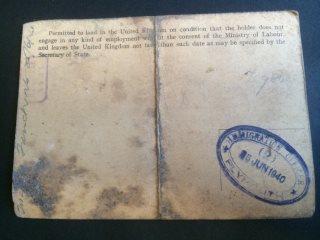 Permitted to land in the United Kingdom on condition that the holder does not
engage in any kind of employment without the consent of the Ministry of Labour,
and leaves the United Kingdom not later than such date as may be specified by the
Secretary of State.
IMMIGRATION OFFICER
JUN 1940